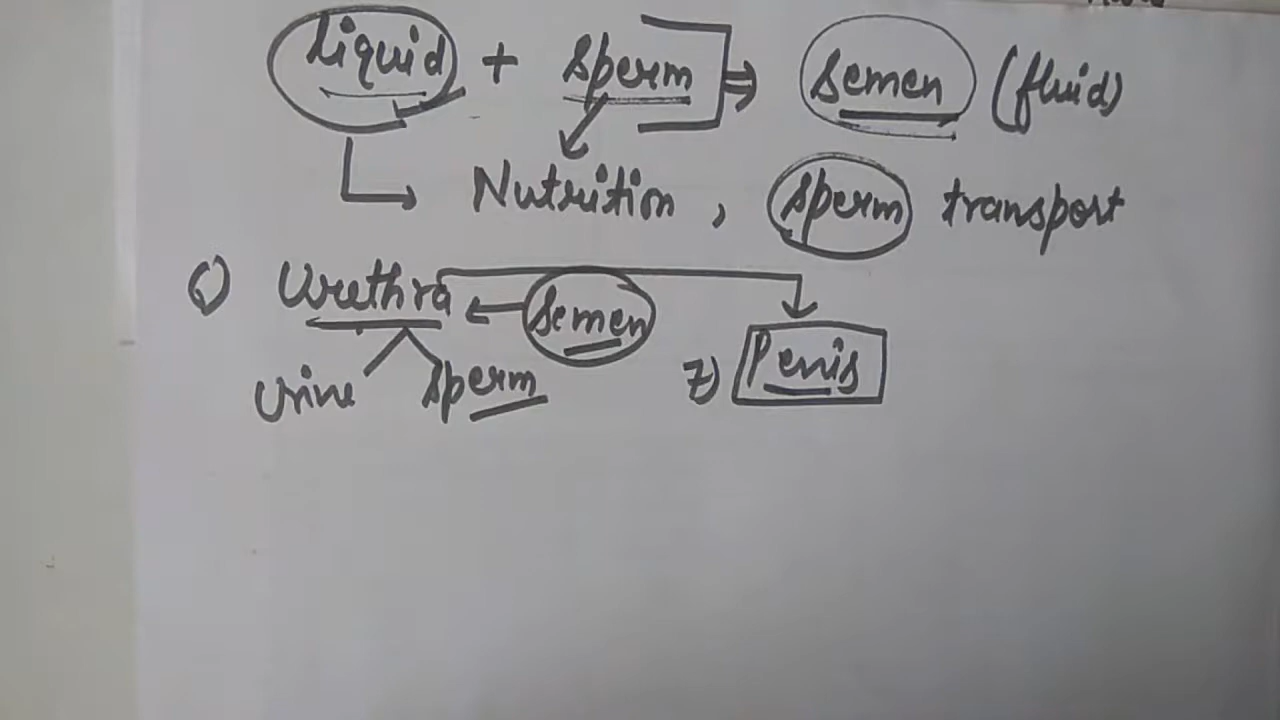 Liquid + sperm ⇒ semen (fluid)
Nutrition, sperm transport
Urethra ← Semen
7) Penis
urine sperm